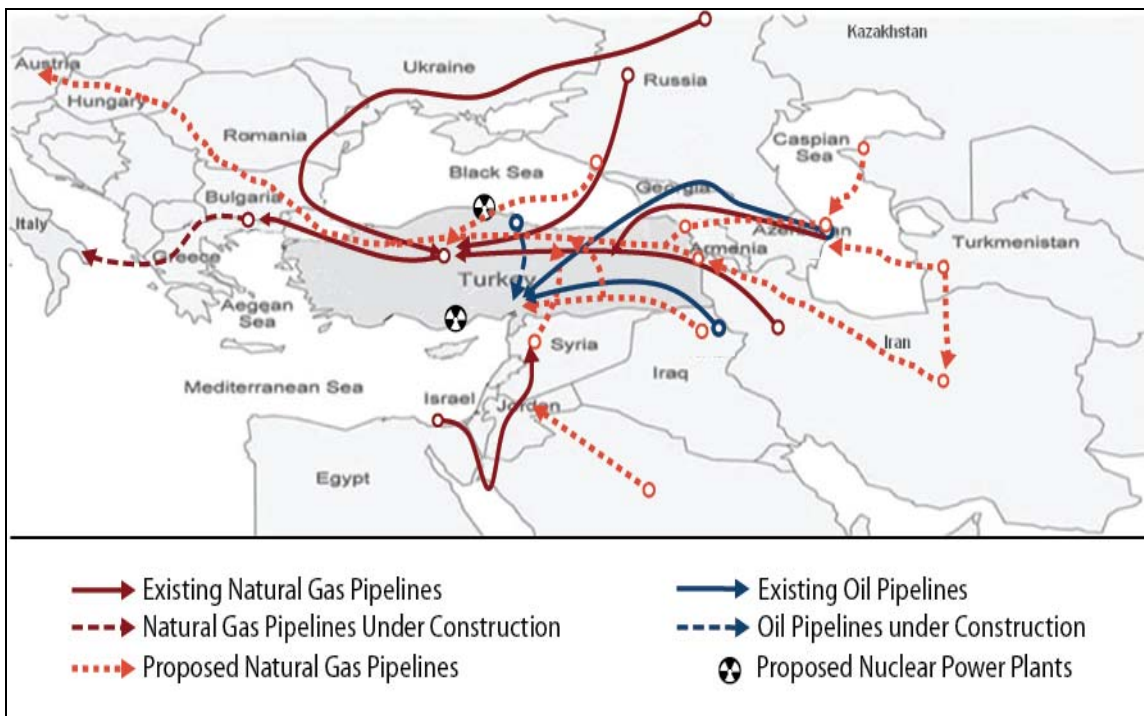 Kazakhstan
Austria
Ukraine
Russia
Hungary
Romania
Caspian
Sea
Black Sea
Georgia
Bulgaria
Italy
Turkmenistan
Greece
Armenia
Turkey
Aegean
Sea
Syria
Iran
Iraq
Mediterranean Sea
Israel
Jordan
Egypt
Existing Natural Gas Pipelines
Existing Oil Pipelines
Natural Gas Pipelines Under Construction
Oil Pipelines under Construction
Proposed Natural Gas Pipelines
Proposed Nuclear Power Plants